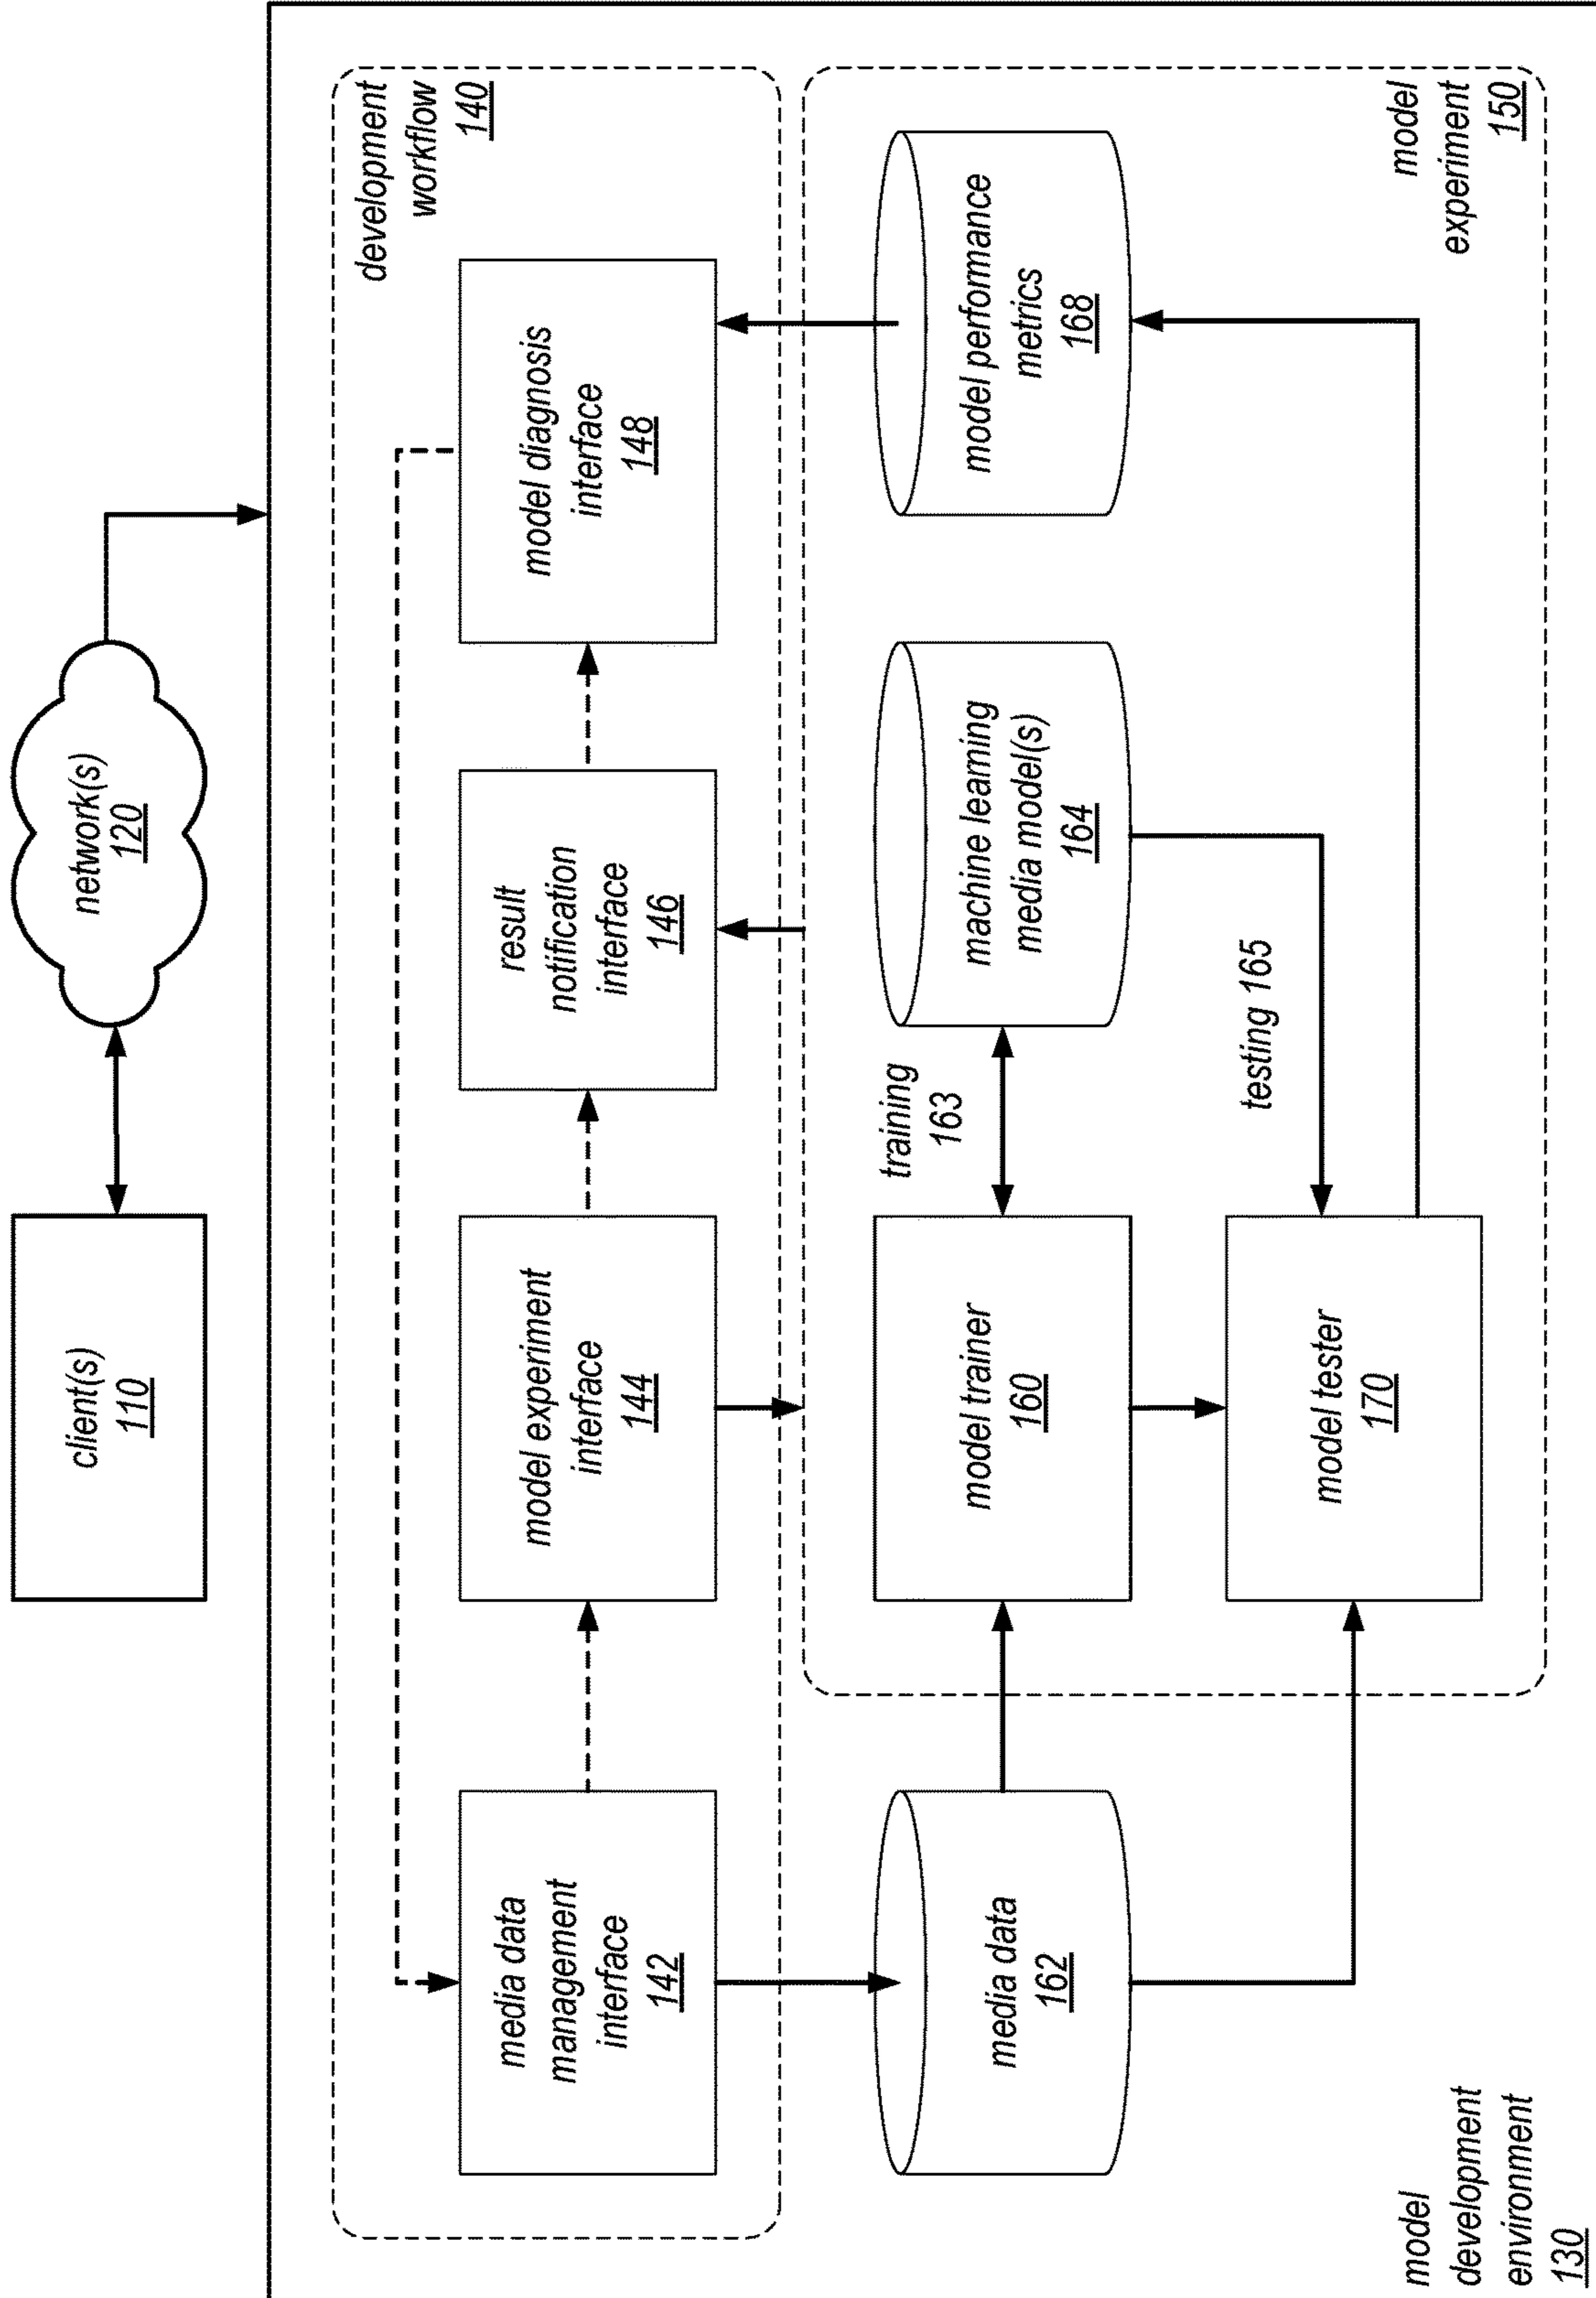 client(s)
110
network(s)
120
development
workflow
140
media data
management
interface
142
model experiment
interface
144
result
notification
interface
146
model diagnosis
interface
148
media data
162
model trainer
160
training
163
machine learning
media model(s)
164
model performance
metrics
168
model tester
170
testing 165
model
experiment
150
model
development
environment
130